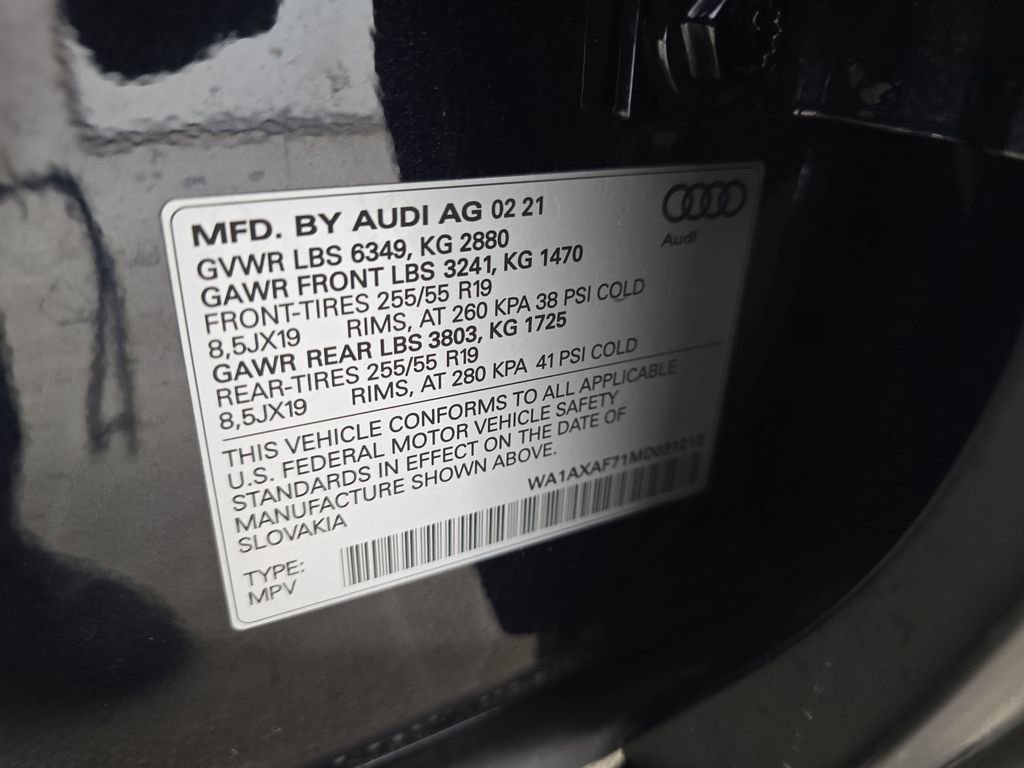 MFD. BY AUDI AG 02 21
Audi
GVWR LBS 6349, KG 2880
GAWR FRONT LBS 3241, KG 1470
FRONT-TIRES 255/55 R19
8,5JX19 RIMS, AT 260 KPA 38 PSI COLD
GAWR REAR LBS 3803, KG 1725
REAR-TIRES 255/55 R19
8,5JX19 RIMS, AT 280 KPA 41 PSI COLD
THIS VEHICLE CONFORMS TO ALL APPLICABLE
U.S. FEDERAL MOTOR VEHICLE SAFETY
STANDARDS IN EFFECT ON THE DATE OF
MANUFACTURE SHOWN ABOVE.
SLOVAKIA
WA1AXAF71MD031213
TYPE:
MPV